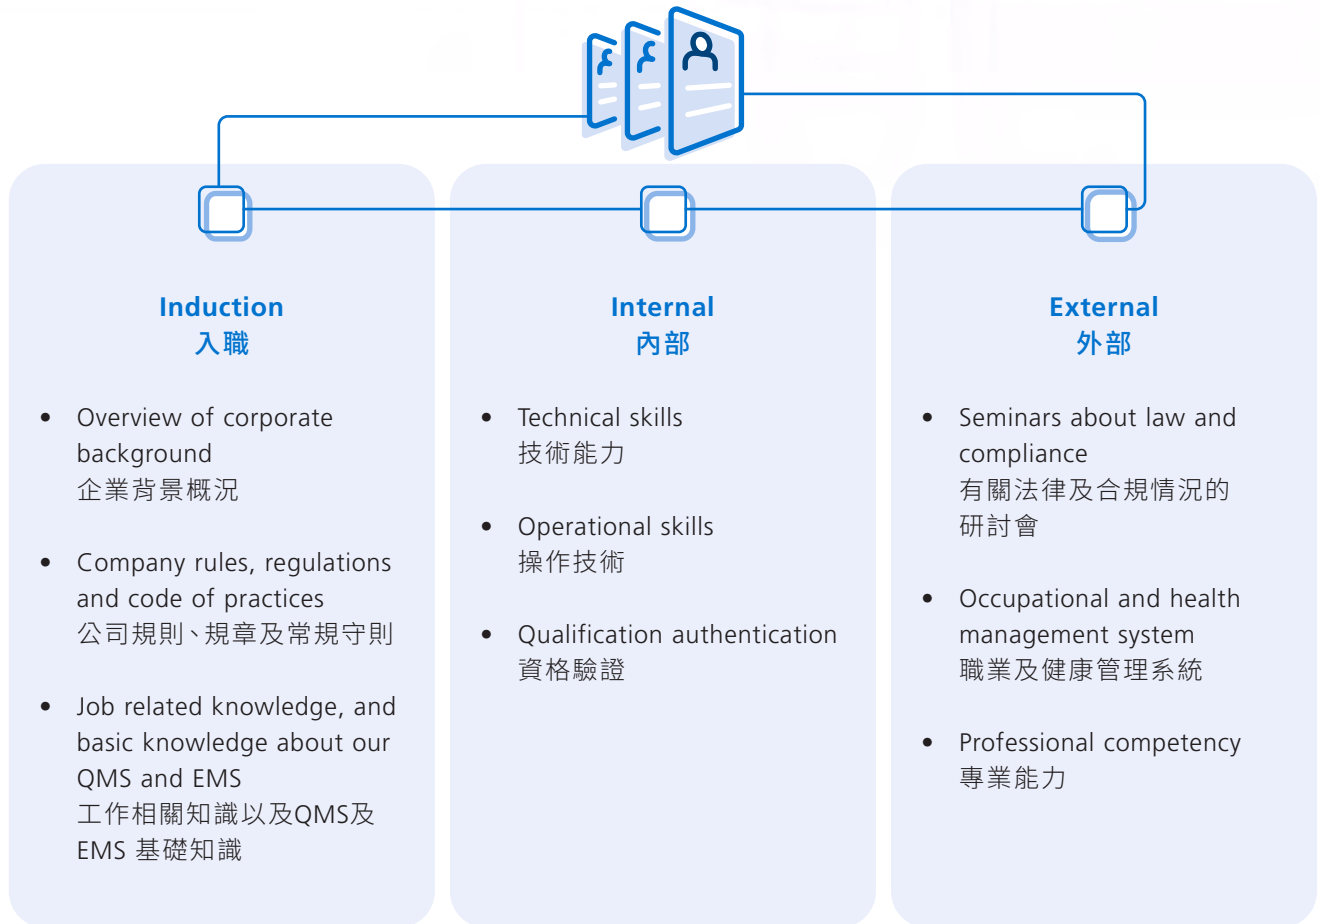 Induction
入職
• Overview of corporate
background
企業背景概況
• Company rules, regulations
and code of practices
公司規則、規章及常規守則
• Job related knowledge, and
basic knowledge about our
QMS and EMS
工作相關知識以及QMS及
EMS 基礎知識
Internal
內部
• Technical skills
技術能力
• Operational skills
操作技術
• Qualification authentication
資格驗證
External
外部
• Seminars about law and
compliance
有關法律及合規情況的
研討會
• Occupational and health
management system
職業及健康管理系統
• Professional competency
專業能力